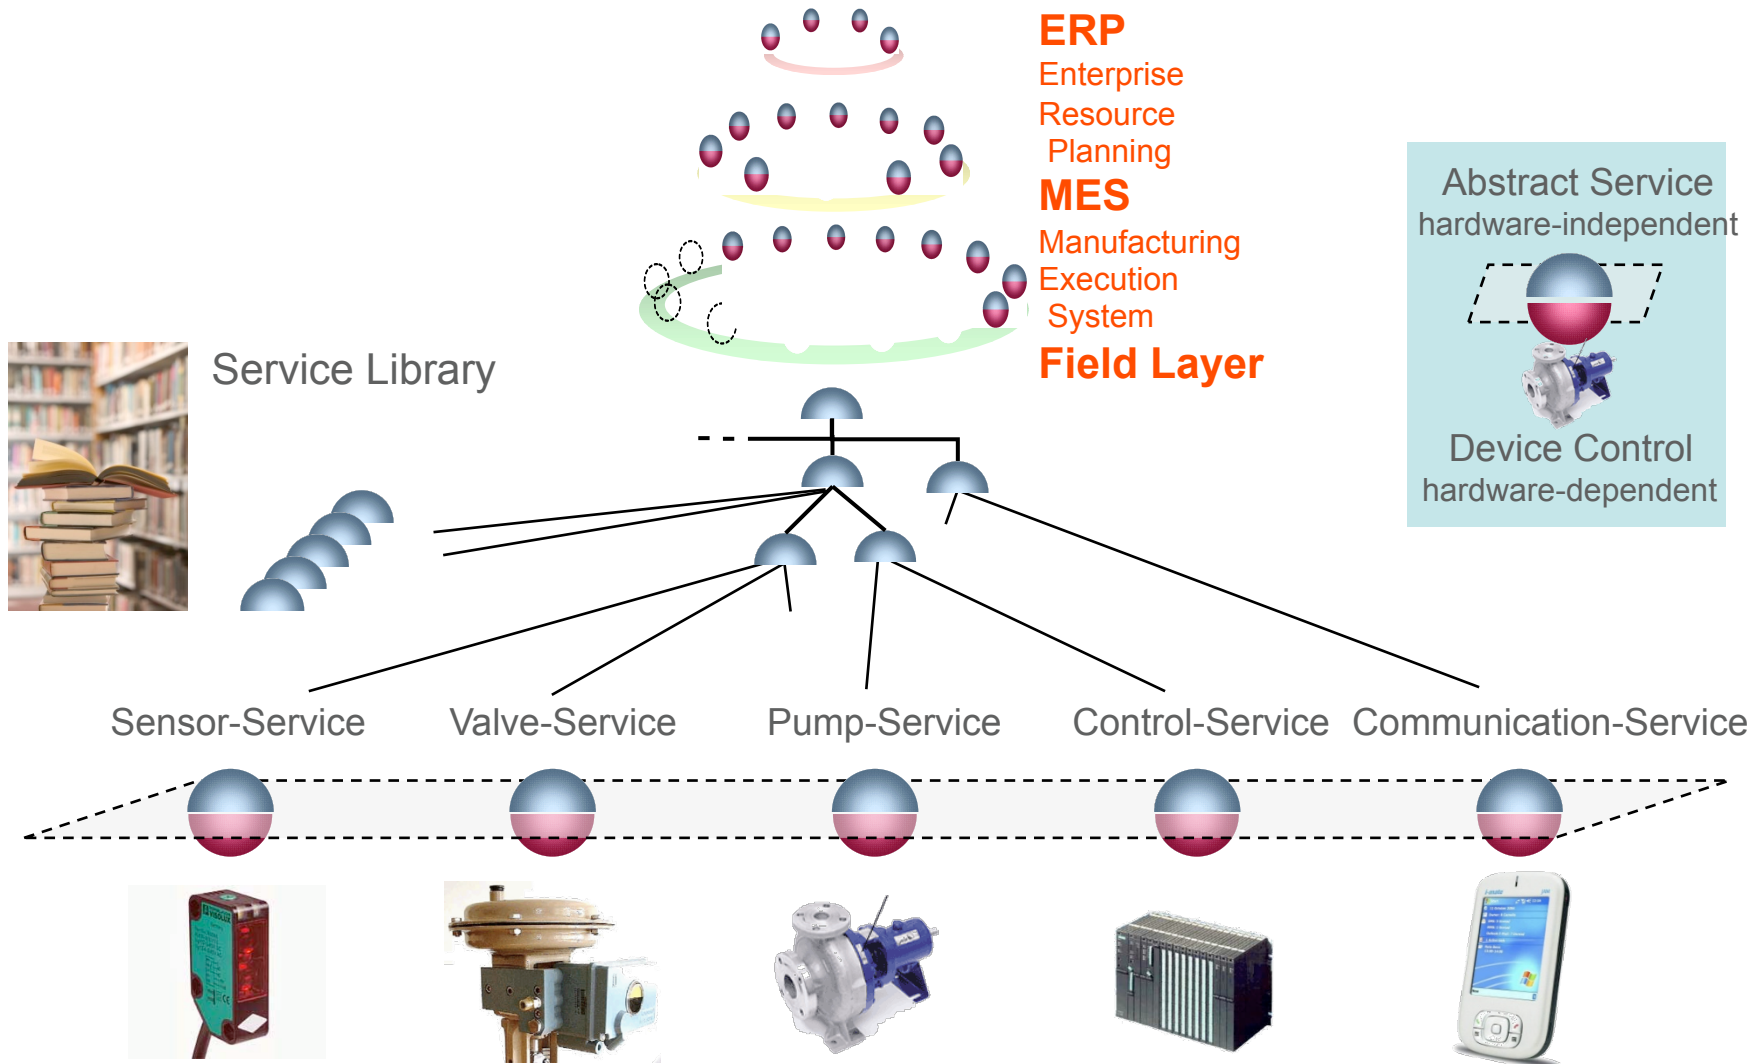 ERP
Enterprise
Resource
Planning
MES
Manufacturing
Execution
System
Field Layer
Abstract Service
hardware-independent
Device Control
hardware-dependent
Service Library
Sensor-Service
Valve-Service
Pump-Service
Control-Service
Communication-Service
VISOLUX